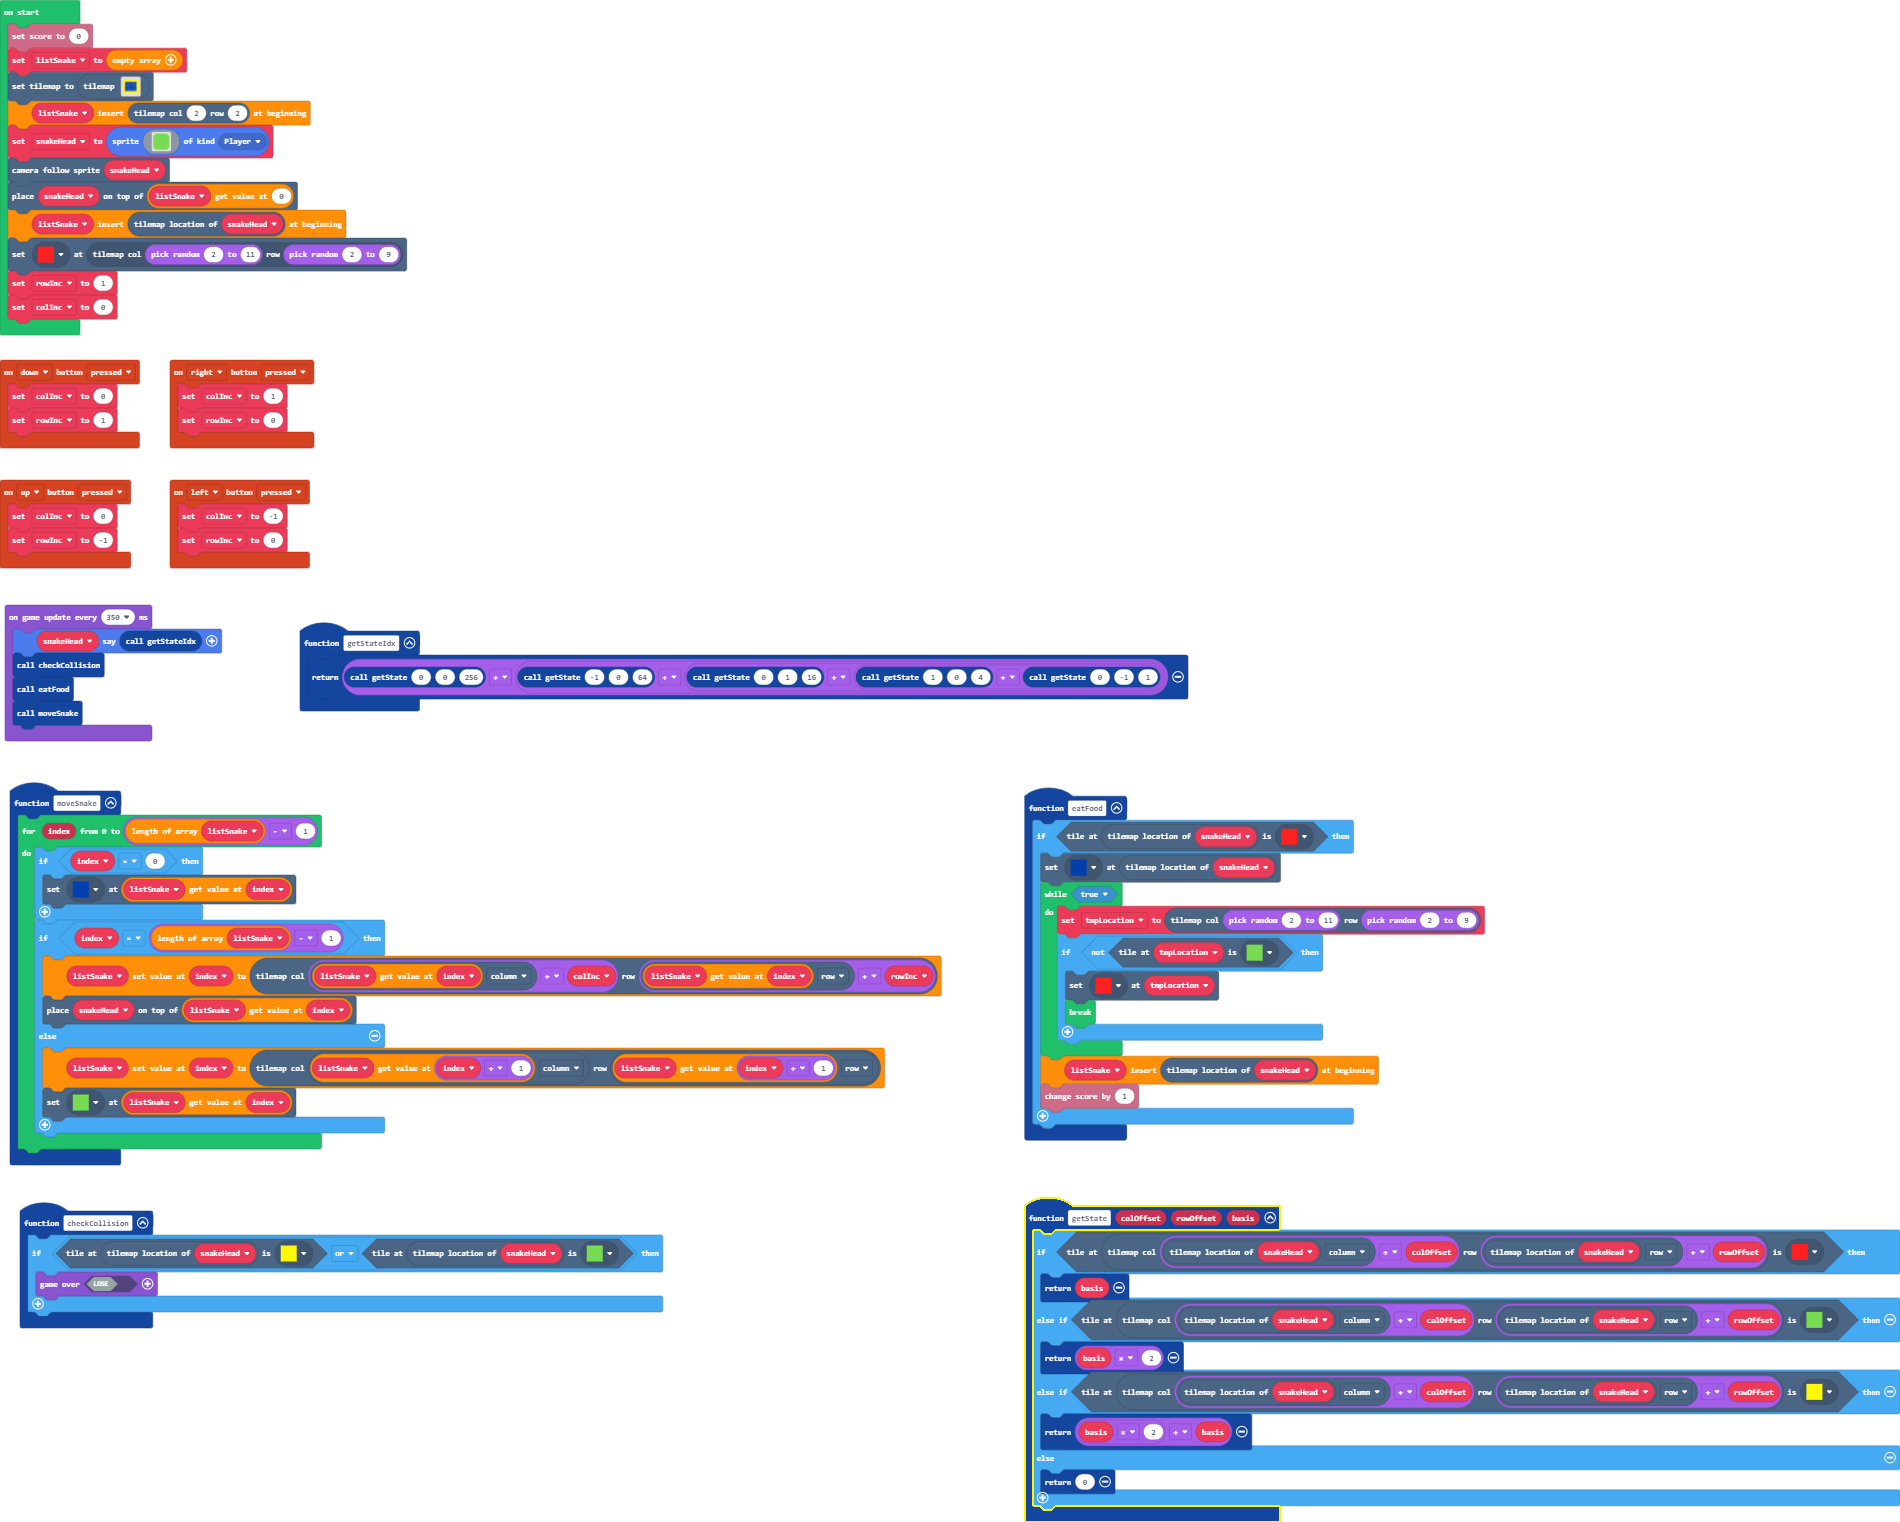 on start
set score to 0
set listSnake to empty array
set tilemap to tilemap
listSnake insert tilemap col 2 row 2 at beginning
set snakeHead to sprite of kind Player
camera follow sprite snakeHead
place snakeHead on top of listSnake get value at 0
listSnake insert tilemap location of snakeHead at beginning
set at tilemap col pick random 2 to 11 row pick random 2 to 9
set rowInc to 1
set colInc to 0
on down button pressed
set colInc to 0
set rowInc to 1
on right button pressed
set colInc to 1
set rowInc to 0
on up button pressed
set colInc to 0
set rowInc to -1
on left button pressed
set colInc to -1
set rowInc to 0
on game update every 350 ms
snakeHead say call getStateIdx
call checkCollision
call eatFood
call moveSnake
function getStateIdx
return call getState 0 0 256 + call getState -1 0 64 + call getState 0 1 16 + call getState 1 0 4 + call getState 0 -1 1
function moveSnake
for index from 0 to length of array listSnake - 1
do
if index = 0 then
set at listSnake get value at index
if index = length of array listSnake - 1 then
listSnake set value at index to tilemap col listSnake get value at index column + colInc row listSnake get value at index row + rowInc
place snakeHead on top of listSnake get value at index
else
listSnake set value at index to tilemap col listSnake get value at index + 1 column row listSnake get value at index + 1 row
set at listSnake get value at index
function eatFood
if tile at tilemap location of snakeHead is then
set at tilemap location of snakeHead
while true
do
set tmpLocation to tilemap col pick random 2 to 11 row pick random 2 to 9
if not tile at tmpLocation is then
set at tmpLocation
break
listSnake insert tilemap location of snakeHead at beginning
change score by 1
function checkCollision
if tile at tilemap location of snakeHead is or tile at tilemap location of snakeHead is then
game over LOSE
function getState colOffset rowOffset basis
if tile at tilemap col tilemap location of snakeHead column + colOffset row tilemap location of snakeHead row + rowOffset is then
return basis
else if tile at tilemap col tilemap location of snakeHead column + colOffset row tilemap location of snakeHead row + rowOffset is then
return basis × 2
else if tile at tilemap col tilemap location of snakeHead column + colOffset row tilemap location of snakeHead row + rowOffset is then
return basis × 2 + basis
else
return 0